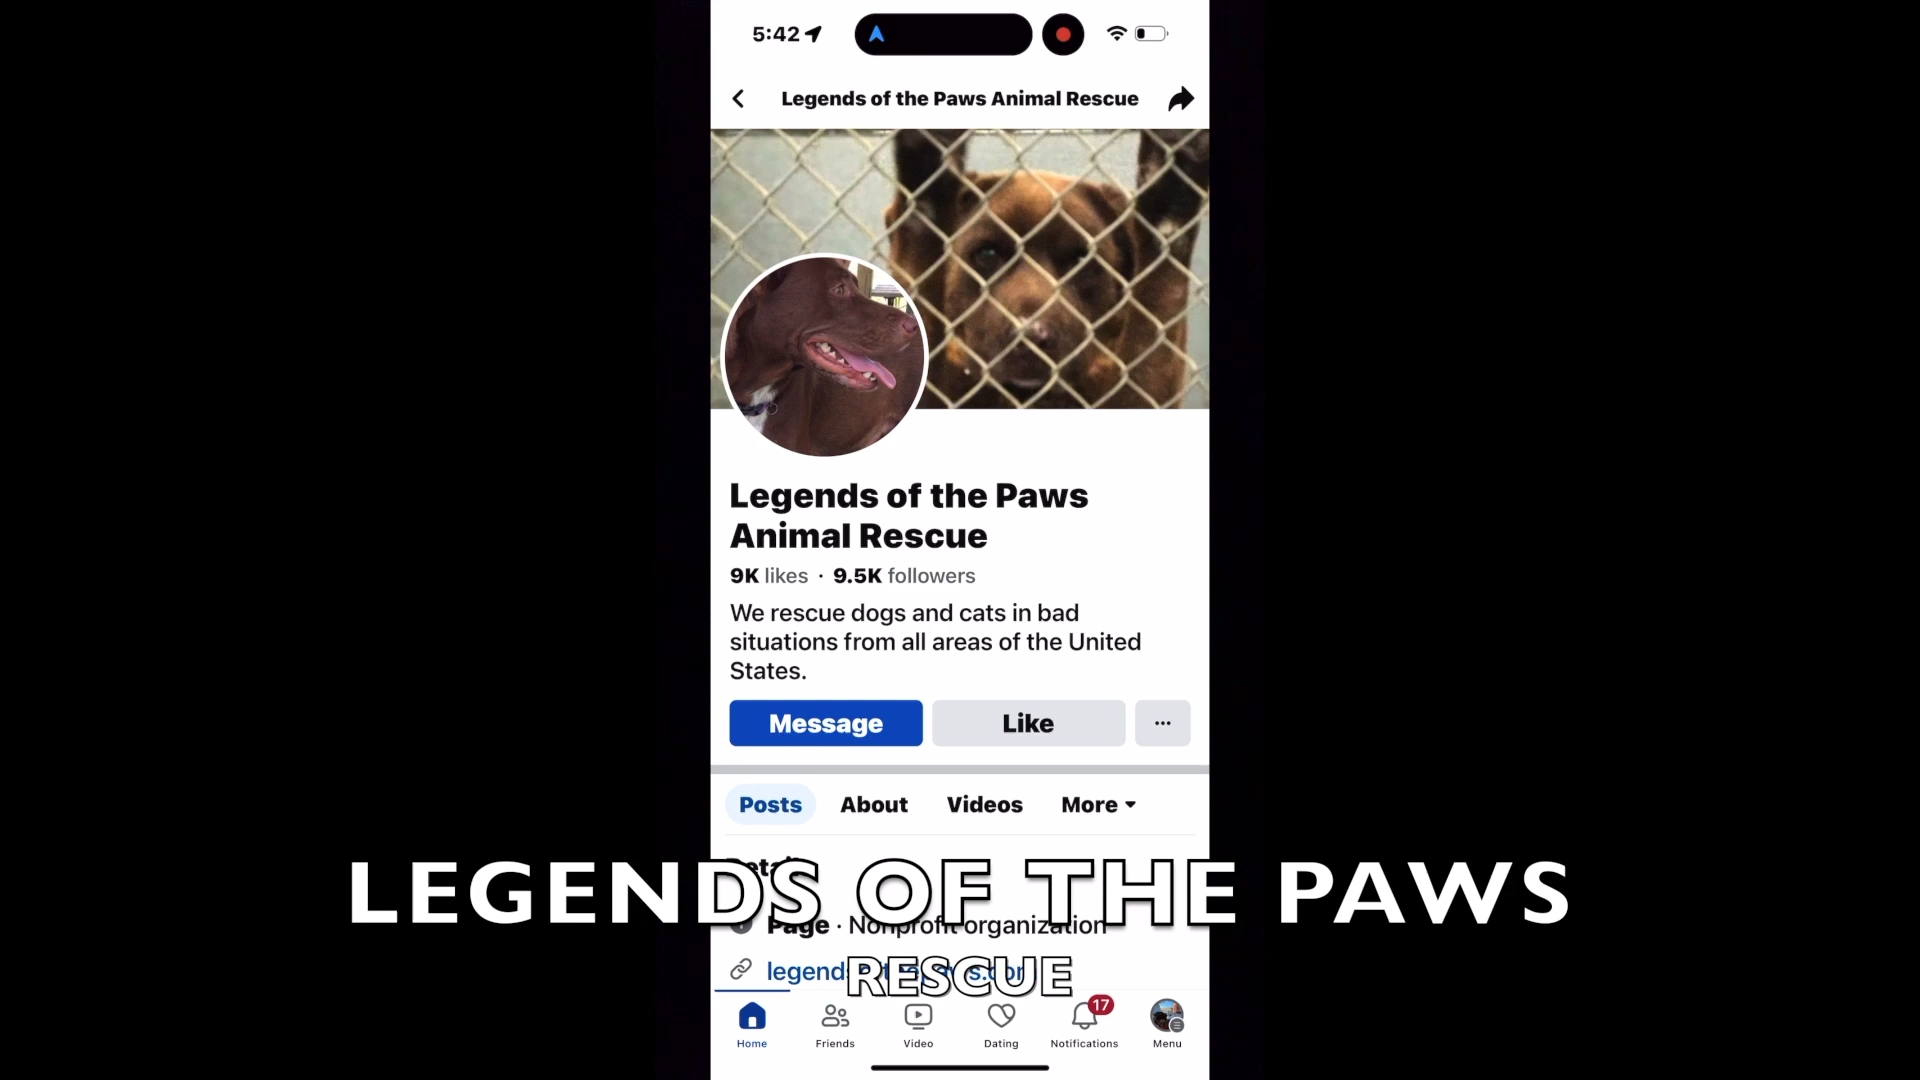 5:42
Legends of the Paws Animal Rescue
Legends of the Paws
Animal Rescue
9K likes · 9.5K followers
We rescue dogs and cats in bad
situations from all areas of the United
States.
Message Like ...
Posts About Videos More
LEGENDS OF THE PAWS
Page · Nonprofit organization
RESCUE
Home Friends Video Dating Notifications Menu
17